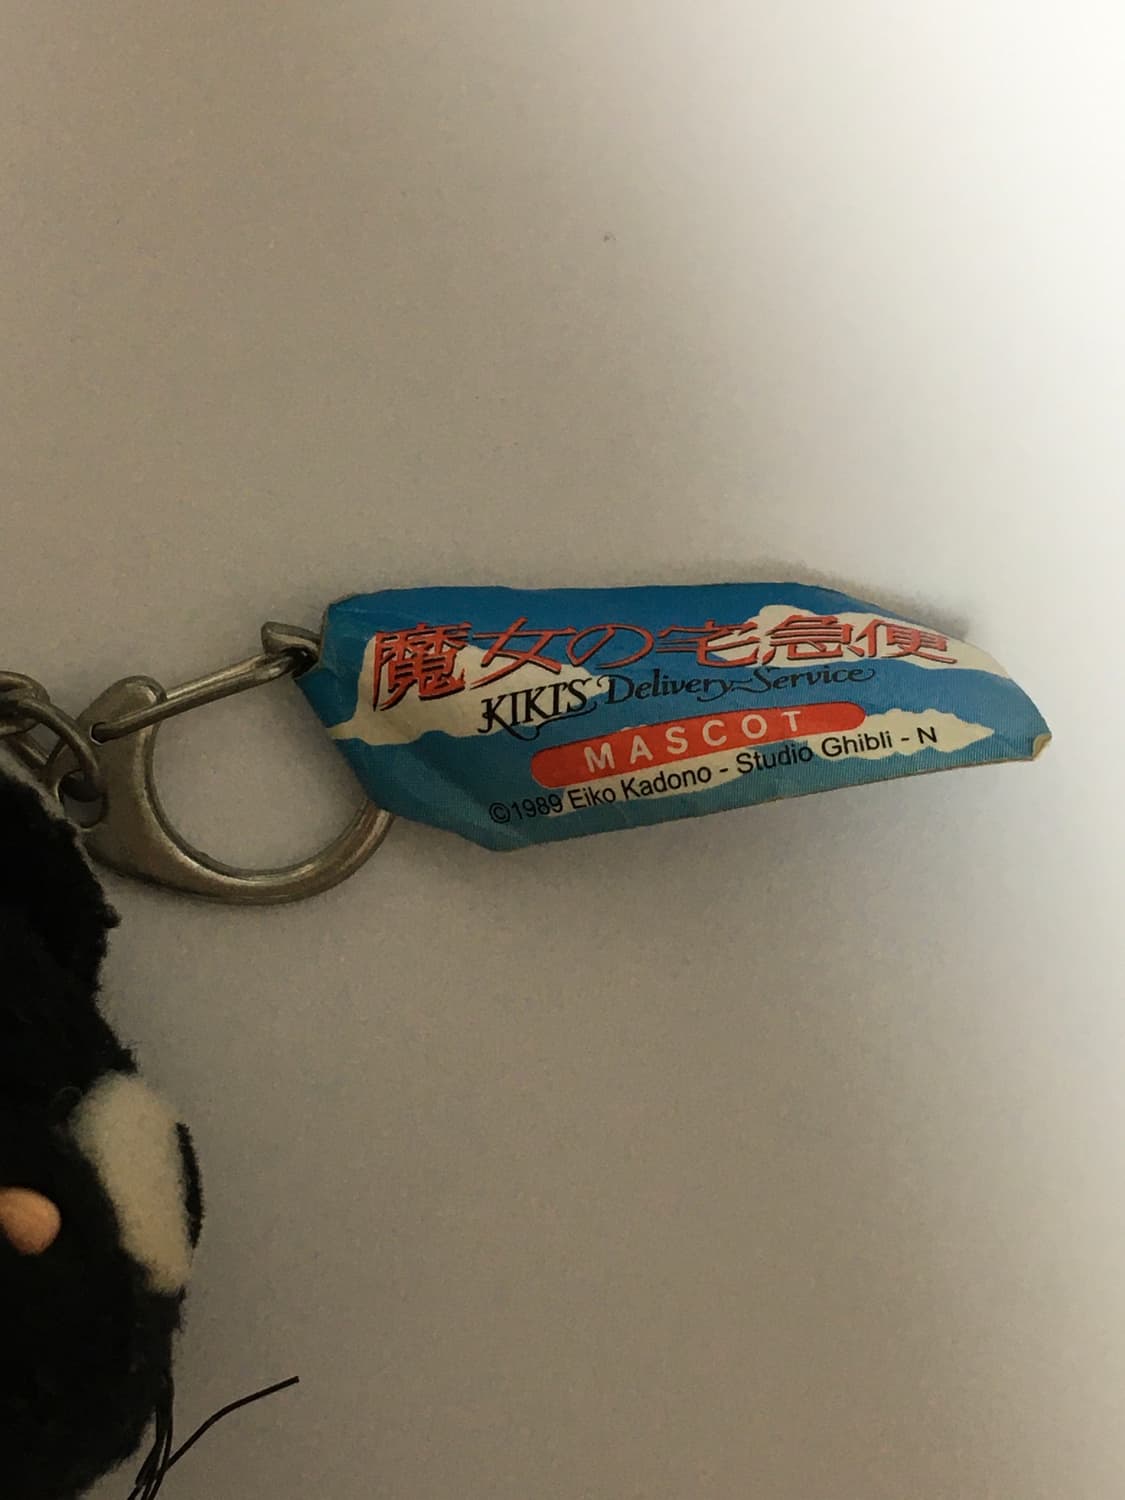 魔女の宅急便
KIKI'S Delivery Service
MASCOT
©1989 Eiko Kadono - Studio Ghibli - N